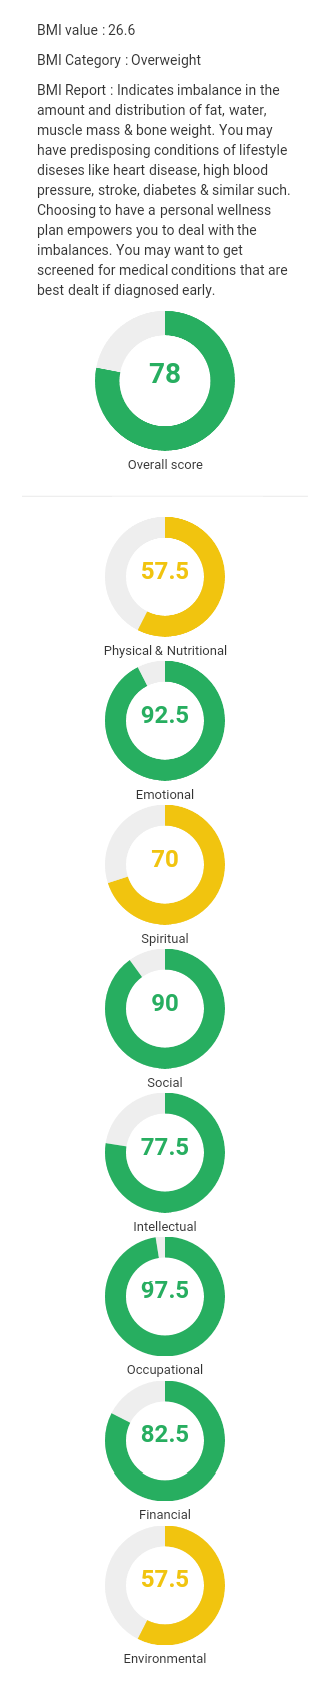 BMI value : 26.6
BMI Category : Overweight
BMI Report : Indicates imbalance in the
amount and distribution of fat, water,
muscle mass & bone weight. You may
have predisposing conditions of lifestyle
diseses like heart disease, high blood
pressure, stroke, diabetes & similar such.
Choosing to have a personal wellness
plan empowers you to deal with the
imbalances. You may want to get
screened for medical conditions that are
best dealt if diagnosed early.
78
Overall score
57.5
Physical & Nutritional
92.5
Emotional
70
Spiritual
90
Social
77.5
Intellectual
97.5
Occupational
82.5
Financial
57.5
Environmental